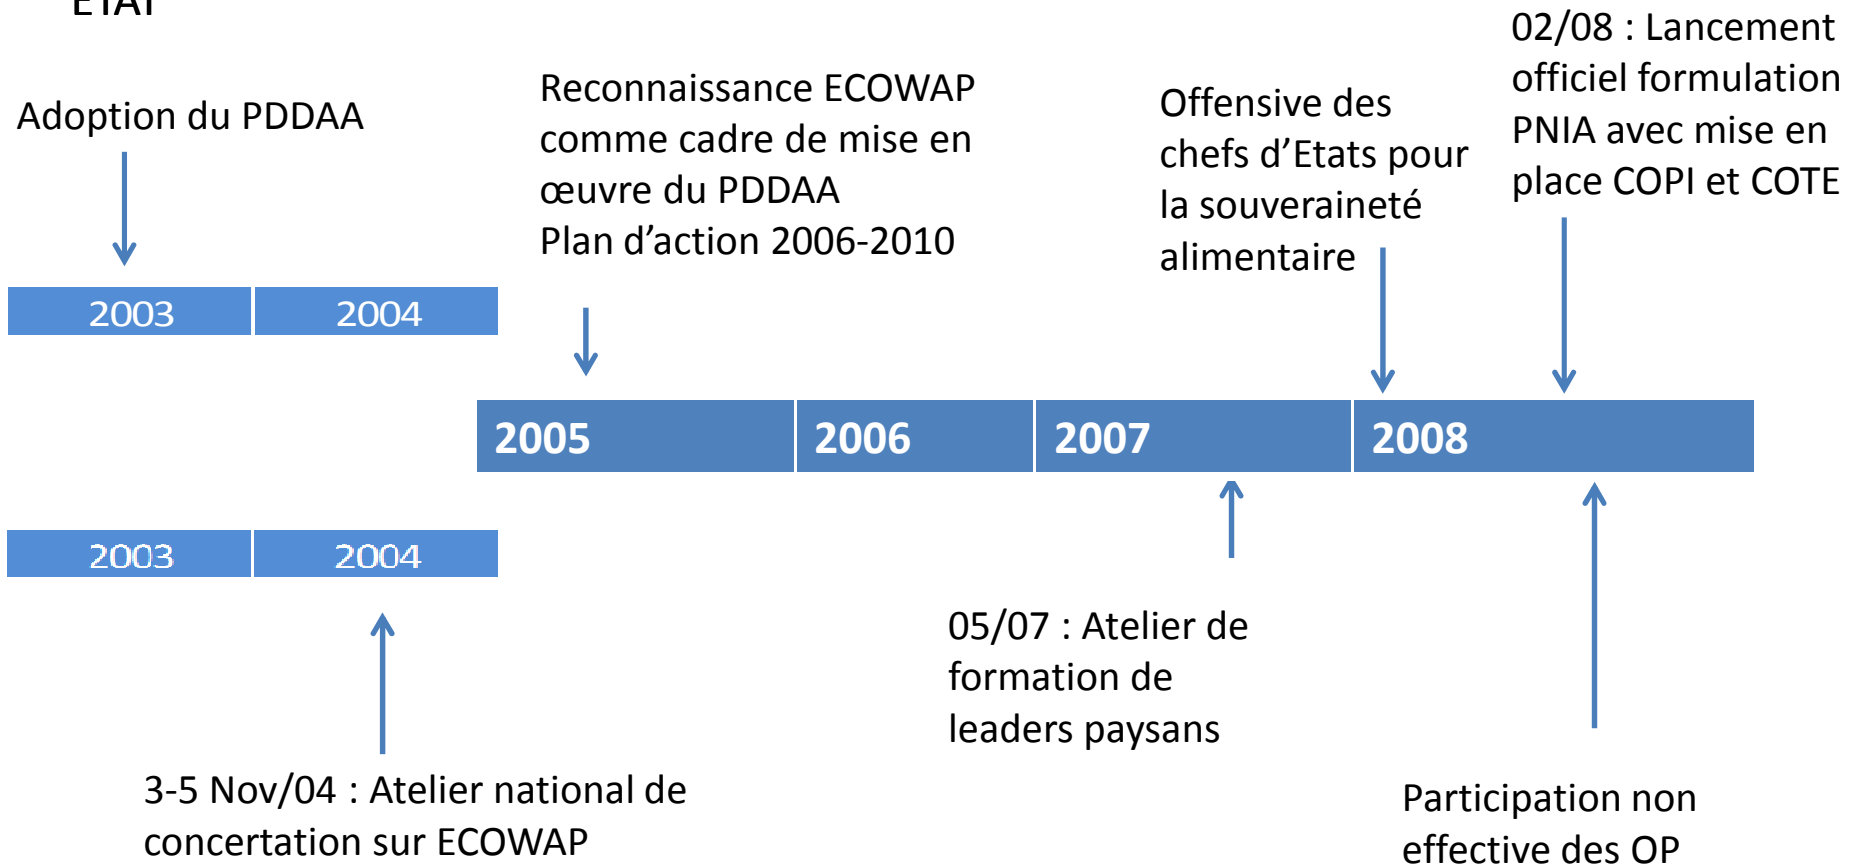 ETAT
02/08 : Lancement
officiel formulation
PNIA avec mise en
place COPI et COTE
Adoption du PDDAA
Reconnaissance ECOWAP
comme cadre de mise en
œuvre du PDDAA
Plan d’action 2006-2010
Offensive des
chefs d’Etats pour
la souveraineté
alimentaire
2003 2004
2005 2006 2007 2008
2003 2004
05/07 : Atelier de
formation de
leaders paysans
3-5 Nov/04 : Atelier national de
concertation sur ECOWAP
Participation non
effective des OP